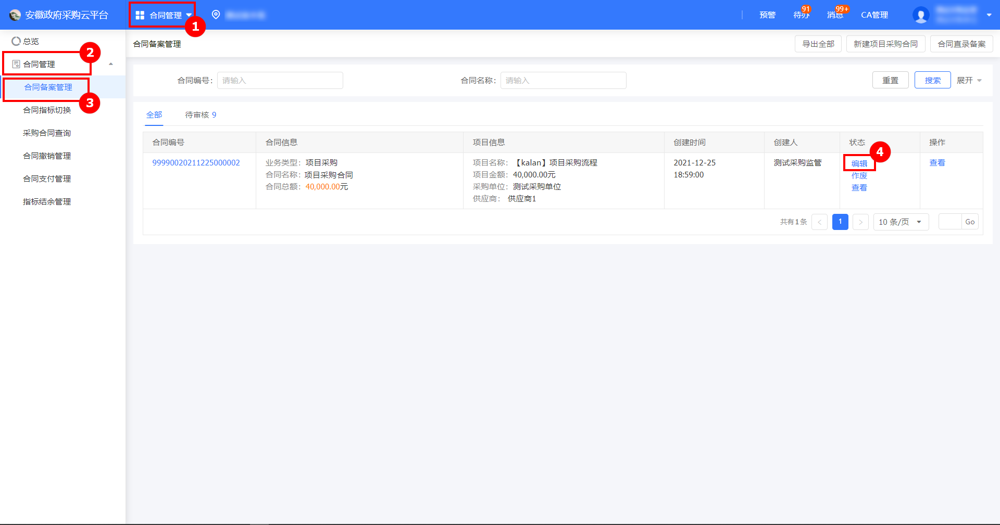 安徽政府采购云平台
合同管理
1
预警
待办
91
消息
99+
CA管理
总览
2
合同管理
合同备案管理
3
合同指标切换
采购合同查询
合同撤销管理
合同支付管理
指标结余管理
合同备案管理
导出全部
新建项目采购合同
合同直录备案
合同编号：
请输入
合同名称：
请输入
重置
搜索
展开
全部
待审核 9
合同编号
合同信息
项目信息
创建时间
创建人
状态
操作
4
99990020211225000002
业务类型： 项目采购
合同名称： 项目采购合同
合同总额： 40,000.00元
项目名称： 【kalan】项目采购流程
项目金额： 40,000.00元
采购单位： 测试采购单位
供应商： 供应商1
2021-12-25
18:59:00
测试采购监管
编辑
作废
查看
查看
共有1条
<
1
>
10 条/页
Go